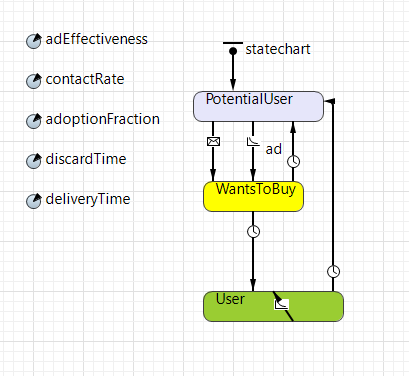 adEffectiveness
statechart
contactRate
PotentialUser
adoptionFraction
ad
discardTime
WantsToBuy
deliveryTime
User